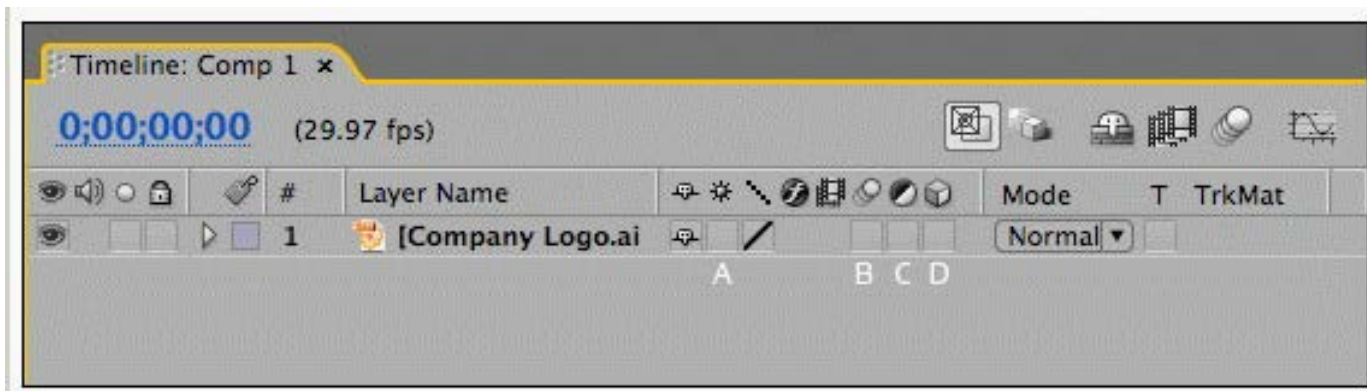 Timeline: Comp 1 ×
0;00;00;00 (29.97 fps)
# Layer Name Mode T TrkMat
1 [Company Logo.ai Normal
A B C D